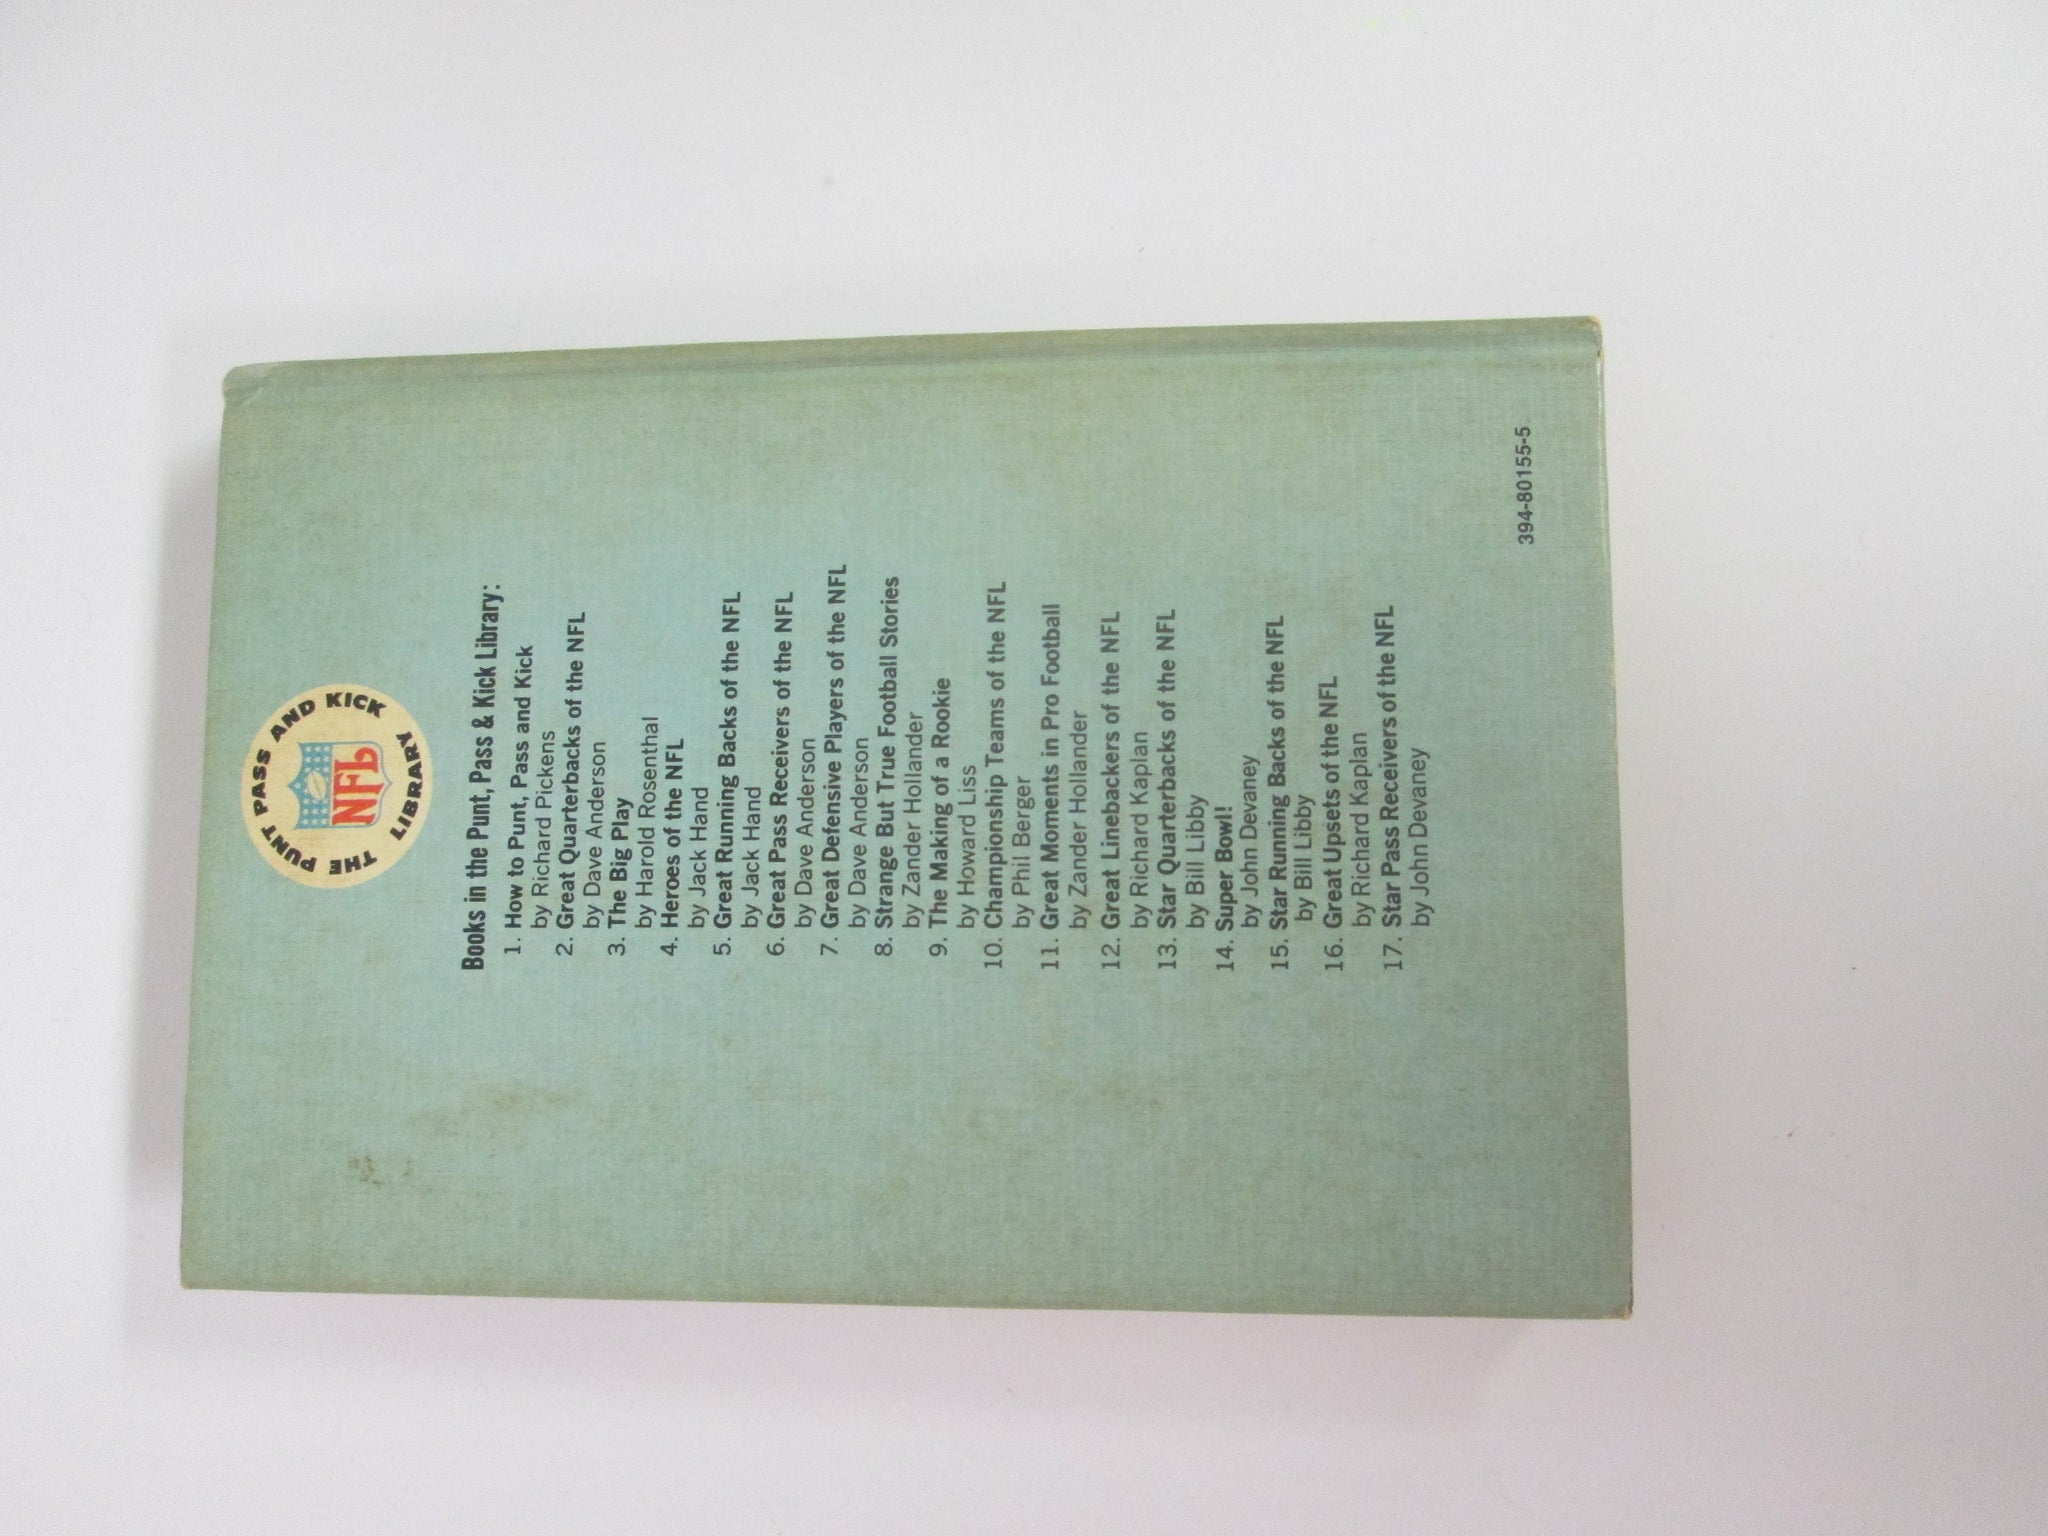 THE PUNT PASS AND KICK
LIBRARY
NFL
Books in the Punt, Pass & Kick Library:
1. How to Punt, Pass and Kick
by Richard Pickens
2. Great Quarterbacks of the NFL
by Dave Anderson
3. The Big Play
by Harold Rosenthal
4. Heroes of the NFL
by Jack Hand
5. Great Running Backs of the NFL
by Jack Hand
6. Great Pass Receivers of the NFL
by Dave Anderson
7. Great Defensive Players of the NFL
by Dave Anderson
8. Strange But True Football Stories
by Zander Hollander
9. The Making of a Rookie
by Howard Liss
10. Championship Teams of the NFL
by Phil Berger
11. Great Moments in Pro Football
by Zander Hollander
12. Great Linebackers of the NFL
by Richard Kaplan
13. Star Quarterbacks of the NFL
by Bill Libby
14. Super Bowl!
by John Devaney
15. Star Running Backs of the NFL
by Bill Libby
16. Great Upsets of the NFL
by Richard Kaplan
17. Star Pass Receivers of the NFL
by John Devaney
394-80155-5